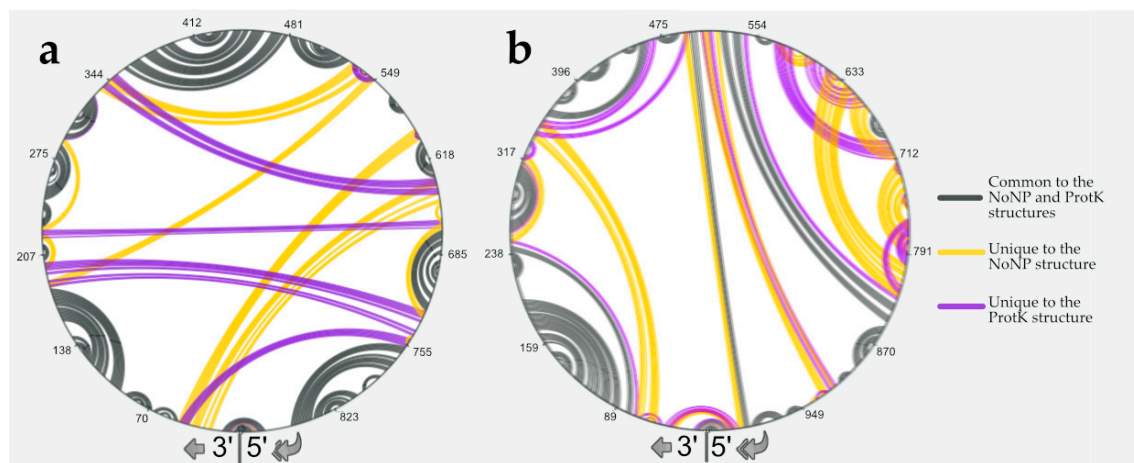 a
412
481
344
549
275
618
207
685
138
755
70
823
3' 5'
b
475
554
396
633
317
712
238
791
159
870
89
949
3' 5'
Common to the
NoNP and ProtK
structures
Unique to the
NoNP structure
Unique to the
ProtK structure